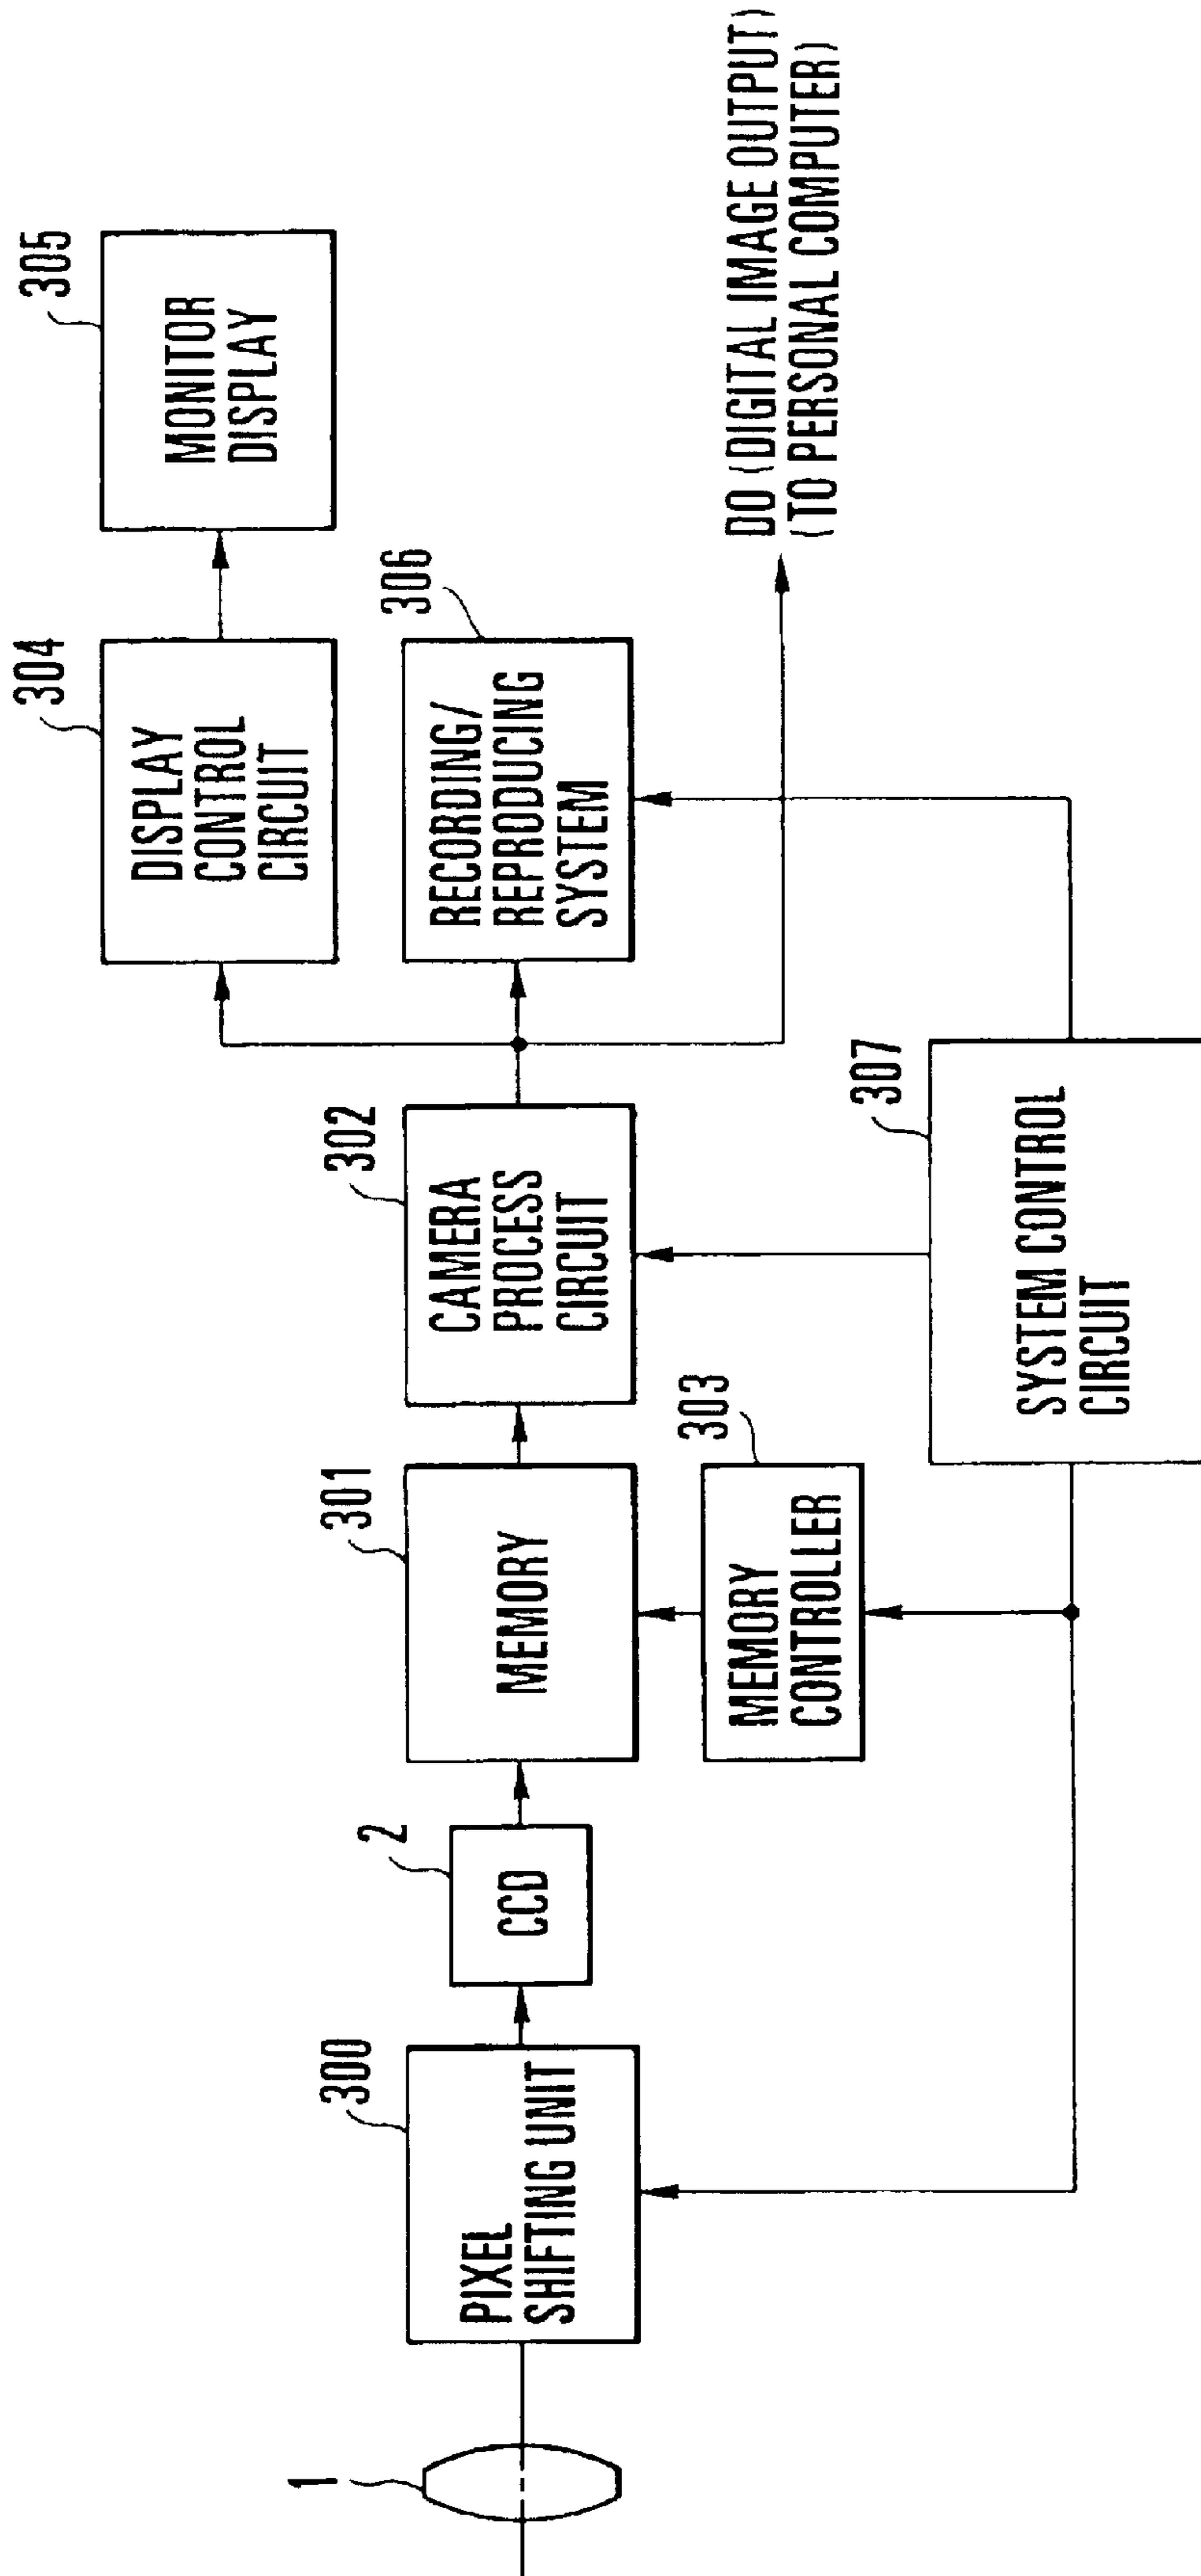 305
MONITOR
DISPLAY
304
DISPLAY
CONTROL
CIRCUIT
306
RECORDING/
REPRODUCING
SYSTEM
DO (DIGITAL IMAGE OUTPUT)
(TO PERSONAL COMPUTER)
1
300
PIXEL
SHIFTING UNIT
2
CCD
301
MEMORY
302
CAMERA
PROCESS
CIRCUIT
303
MEMORY
CONTROLLER
307
SYSTEM CONTROL
CIRCUIT